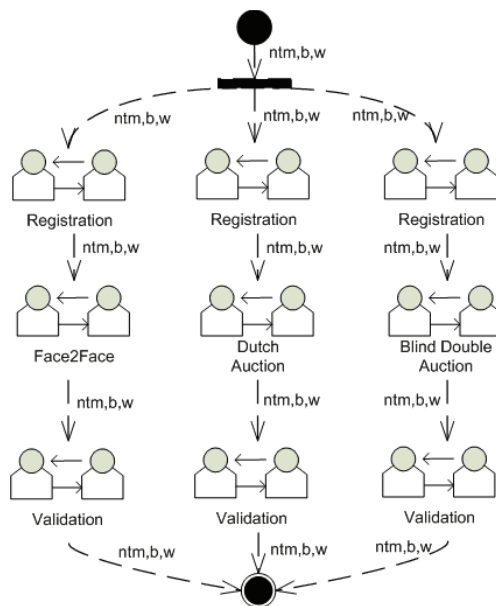 ntm,b,w
ntm,b,w
ntm,b,w
ntm,b,w
Registration
Registration
Registration
ntm,b,w
ntm,b,w
ntm,b,w
Face2Face
Dutch
Auction
Blind Double
Auction
ntm,b,w
ntm,b,w
ntm,b,w
Validation
Validation
Validation
ntm,b,w
ntm,b,w
ntm,b,w